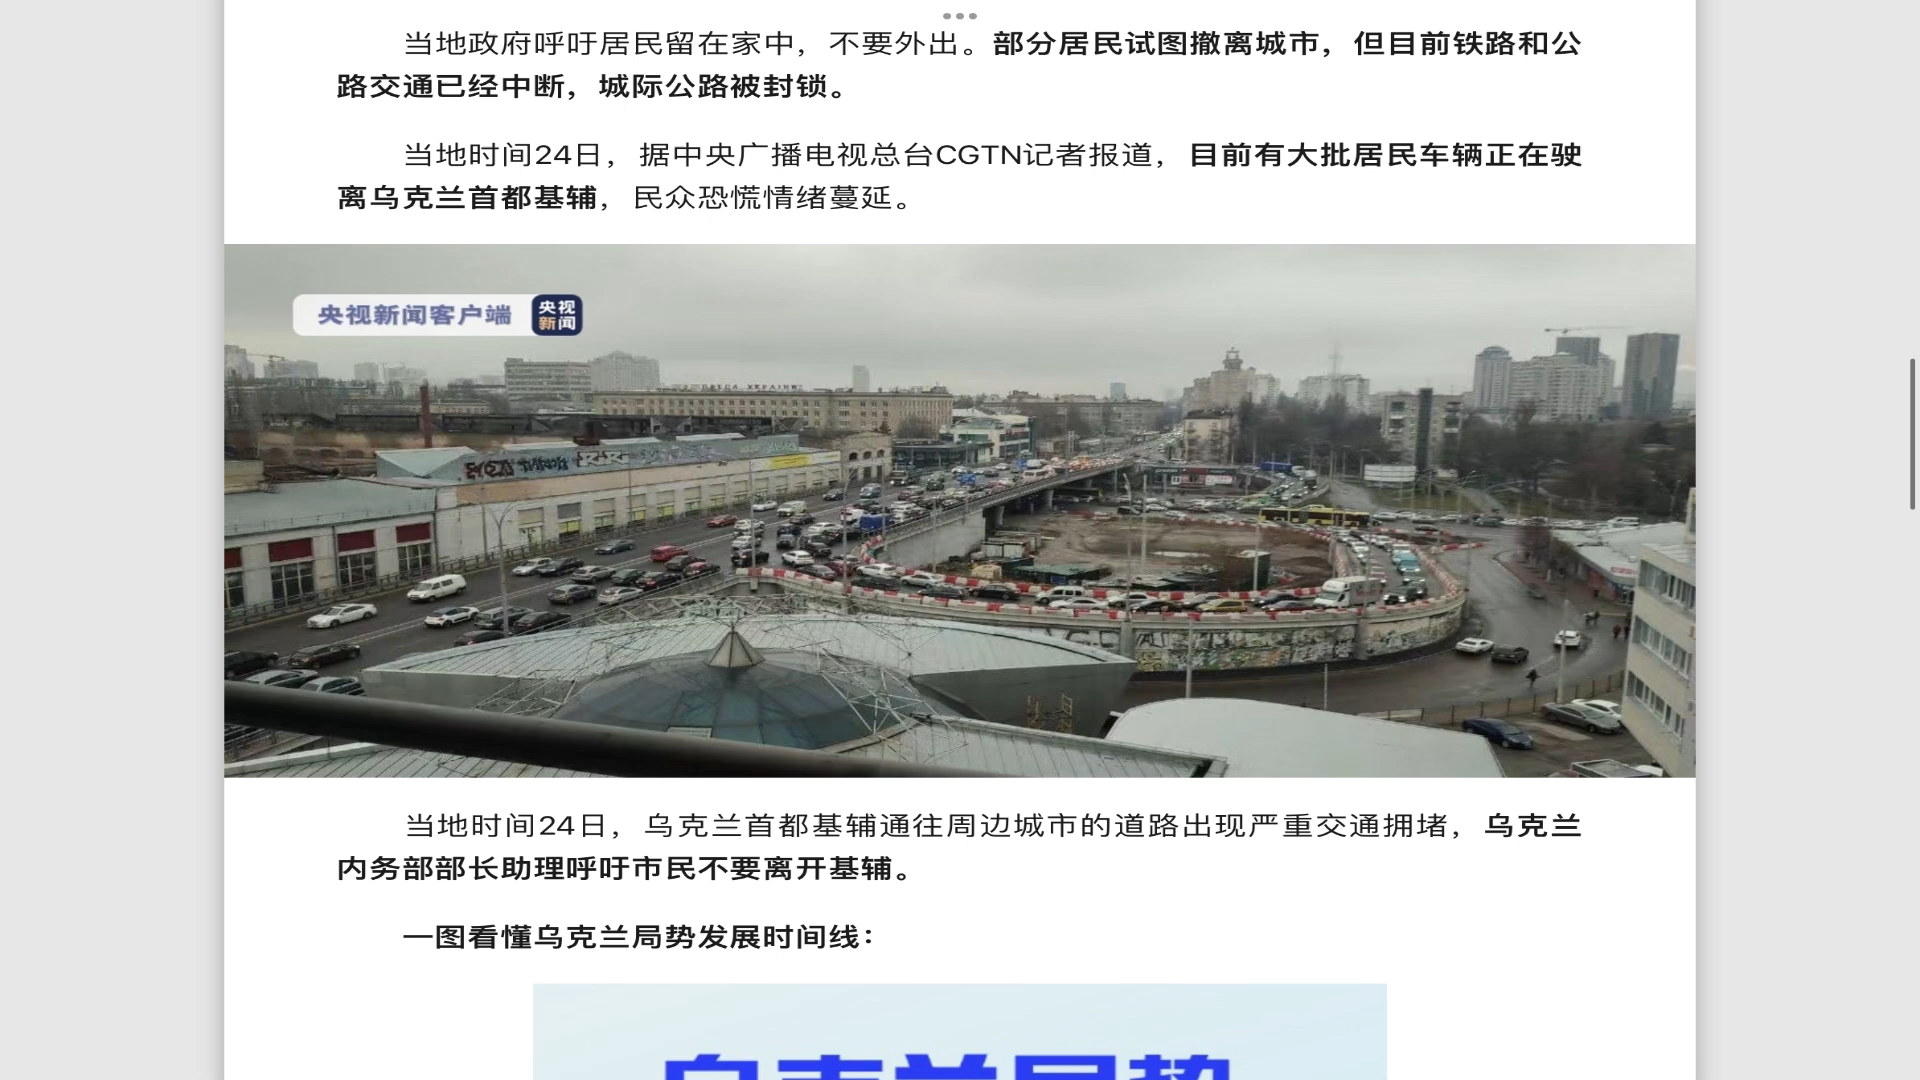 当地政府呼吁居民留在家中，不要外出。部分居民试图撤离城市，但目前铁路和公
路交通已经中断，城际公路被封锁。
当地时间24日，据中央广播电视总台CGTN记者报道，目前有大批居民车辆正在驶
离乌克兰首都基辅，民众恐慌情绪蔓延。
央视新闻客户端
央视
新闻
当地时间24日，乌克兰首都基辅通往周边城市的道路出现严重交通拥堵，乌克兰
内务部部长助理呼吁市民不要离开基辅。
一图看懂乌克兰局势发展时间线：
乌克兰局势